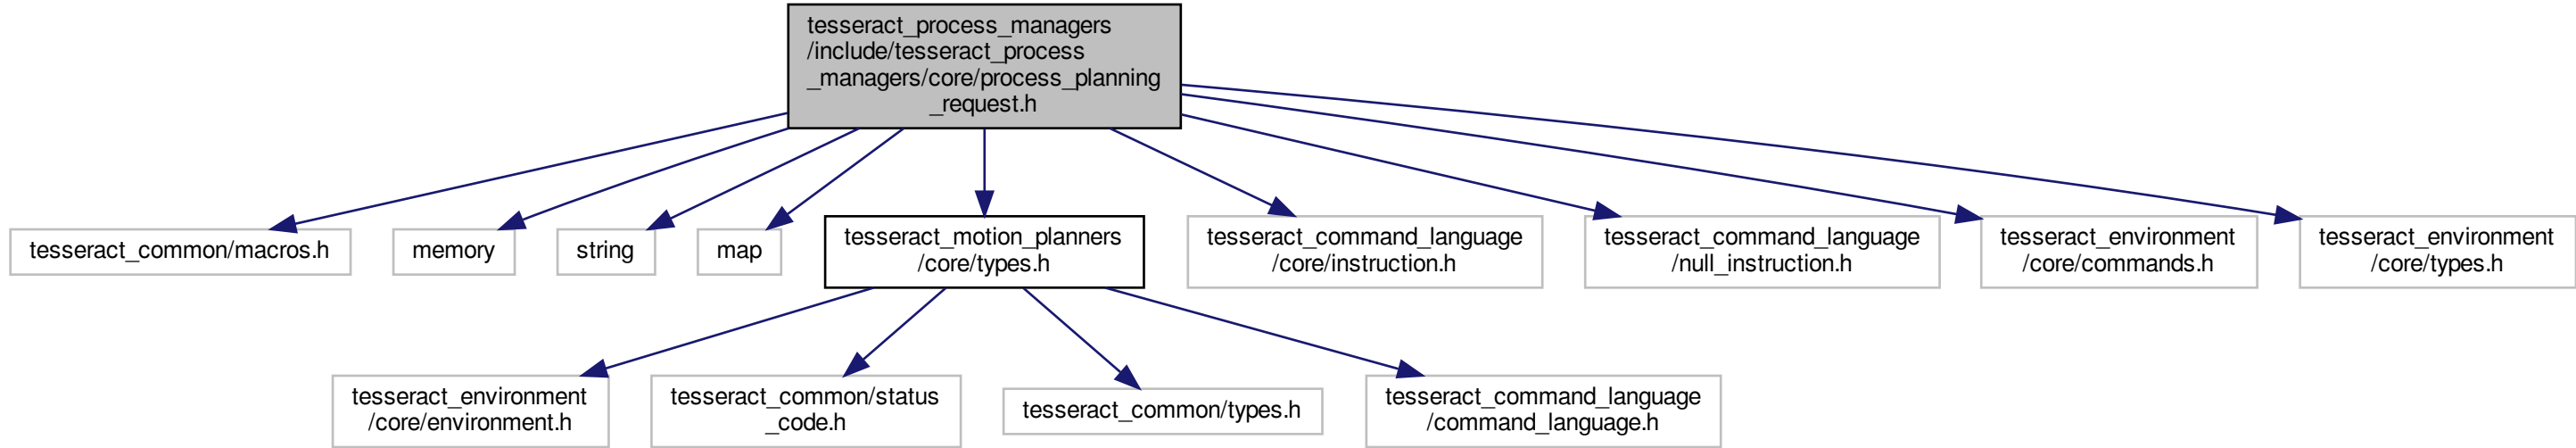 tesseract_process_managers
/include/tesseract_process
_managers/core/process_planning
_request.h
tesseract_common/macros.h
memory
string
map
tesseract_motion_planners
/core/types.h
tesseract_command_language
/core/instruction.h
tesseract_command_language
/null_instruction.h
tesseract_environment
/core/commands.h
tesseract_environment
/core/types.h
tesseract_environment
/core/environment.h
tesseract_common/status
_code.h
tesseract_common/types.h
tesseract_command_language
/command_language.h